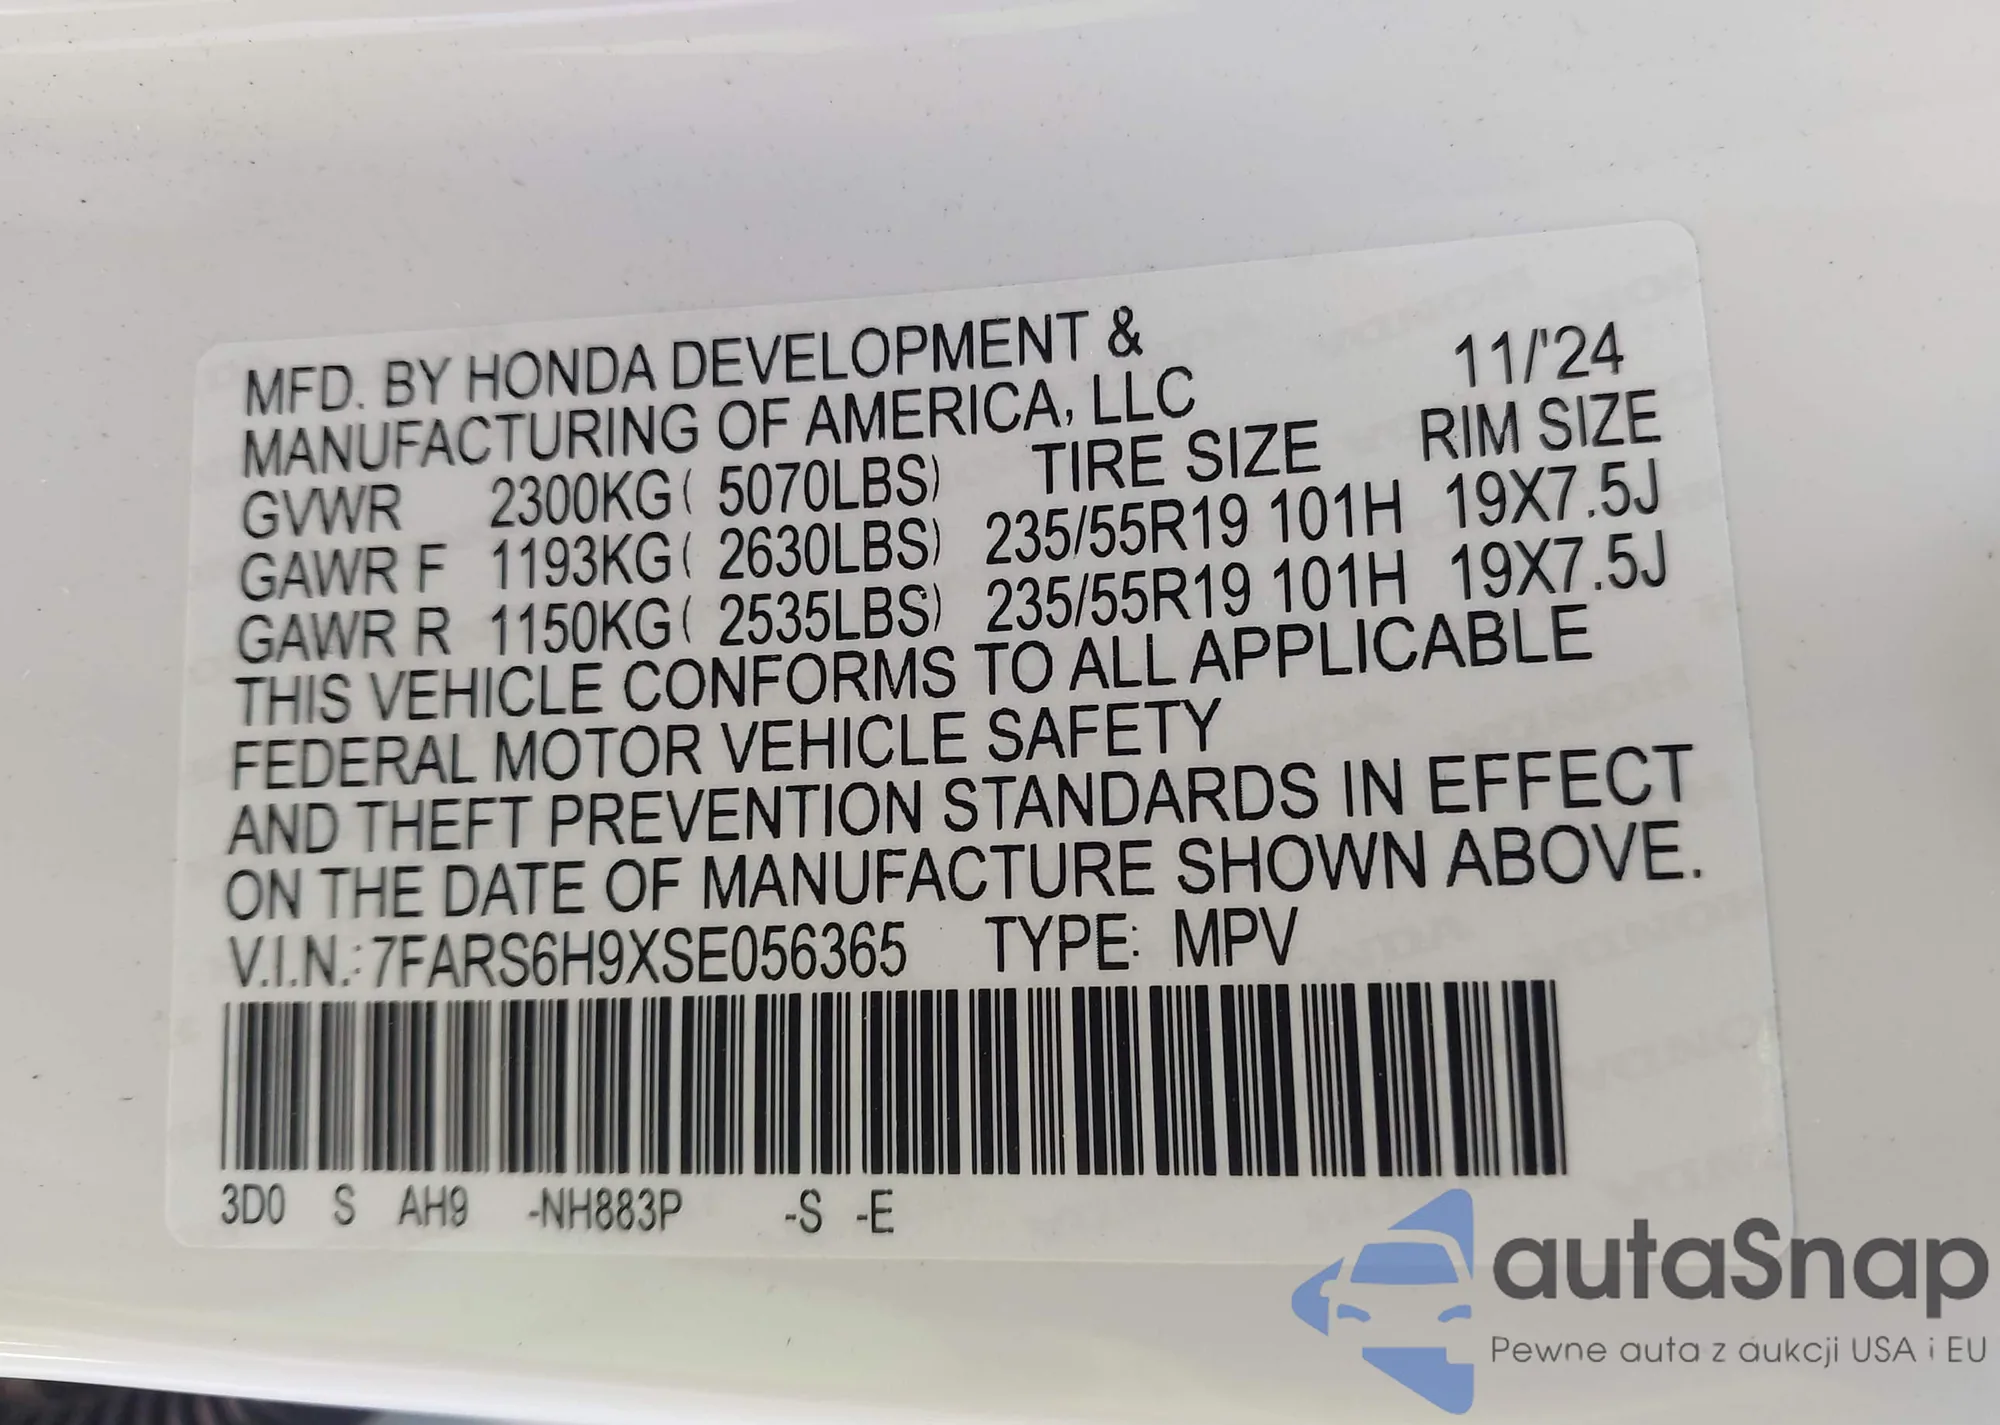 MFD. BY HONDA DEVELOPMENT & 11/'24
MANUFACTURING OF AMERICA, LLC
TIRE SIZE RIM SIZE
GVWR 2300KG( 5070LBS)
GAWR F 1193KG( 2630LBS) 235/55R19 101H 19X7.5J
GAWR R 1150KG( 2535LBS) 235/55R19 101H 19X7.5J
THIS VEHICLE CONFORMS TO ALL APPLICABLE
FEDERAL MOTOR VEHICLE SAFETY
AND THEFT PREVENTION STANDARDS IN EFFECT
ON THE DATE OF MANUFACTURE SHOWN ABOVE.
V.I.N.: 7FARS6H9XSE056365 TYPE: MPV
3D0 S AH9 -NH883P -S -E
autaSnap
Pewne auta z aukcji USA i EU